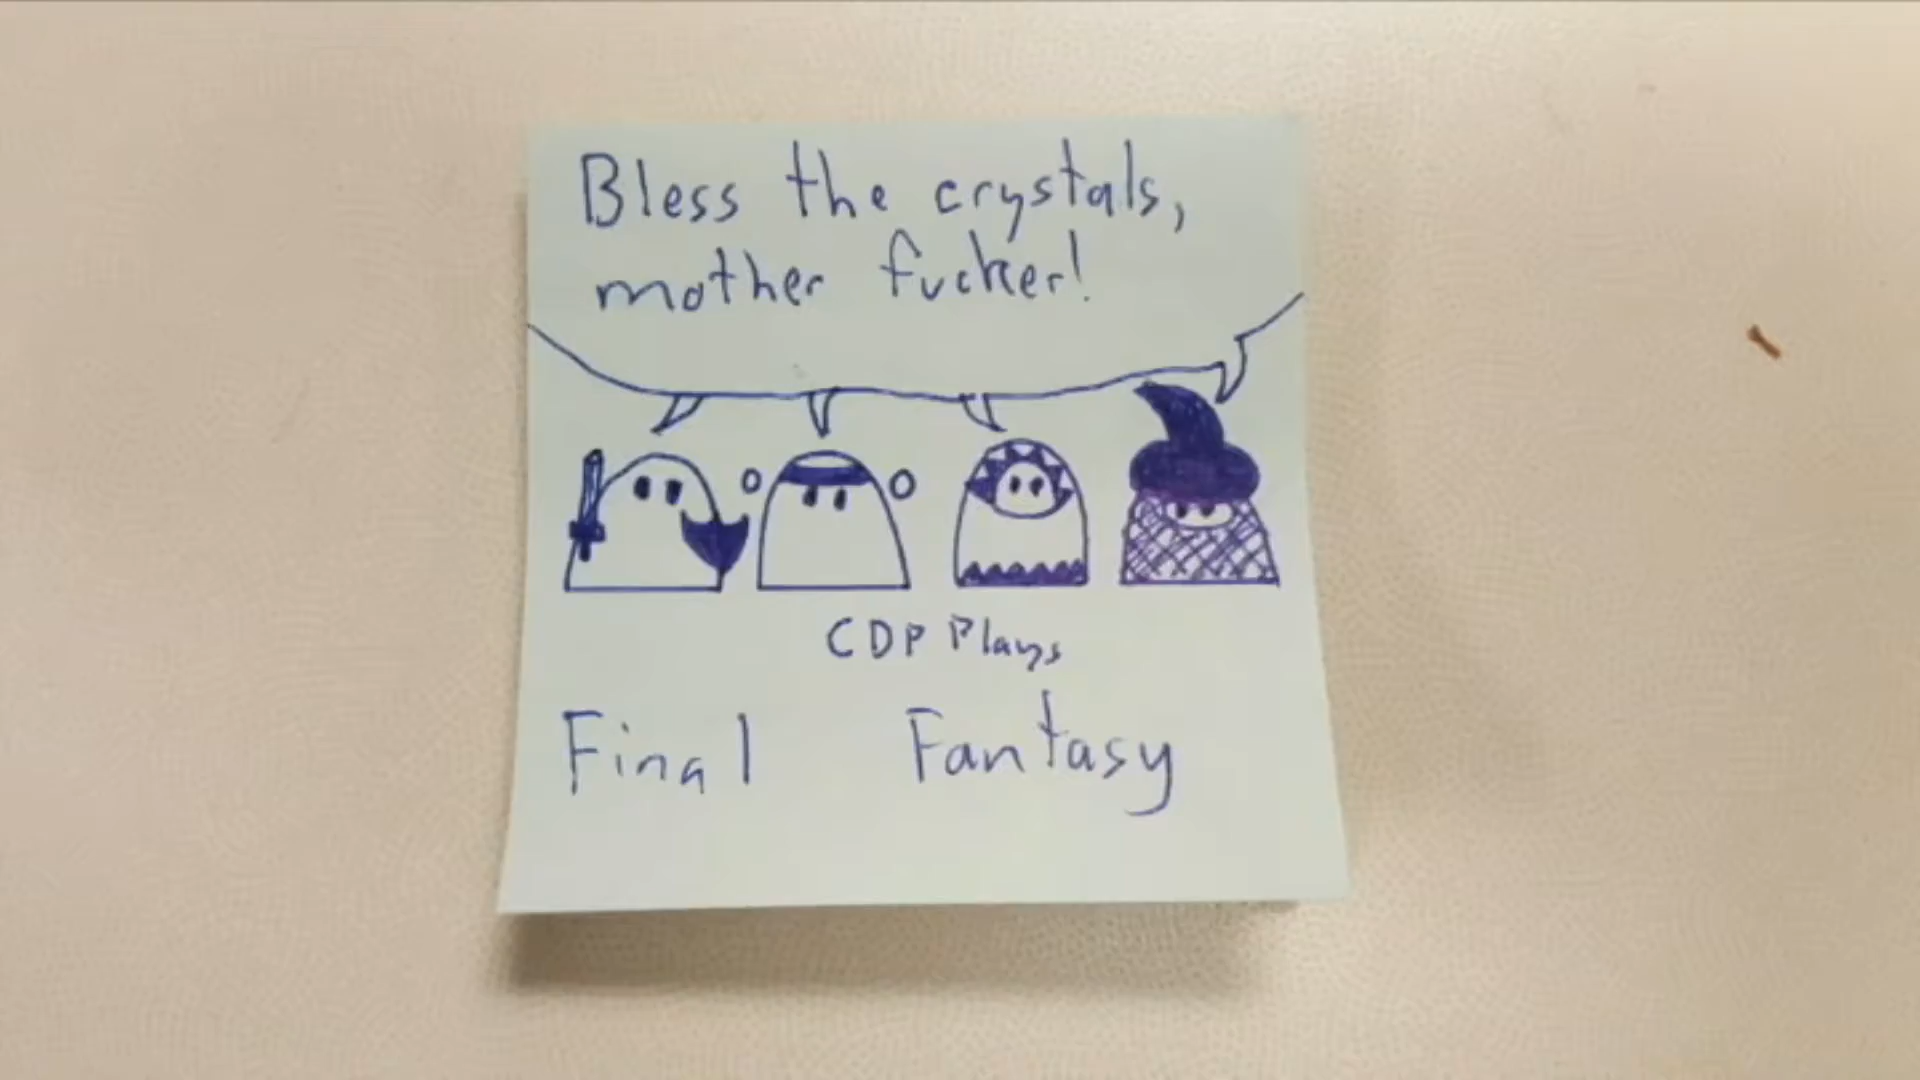 Bless the crystals,
mother fucker!
CDP Plays
Final Fantasy